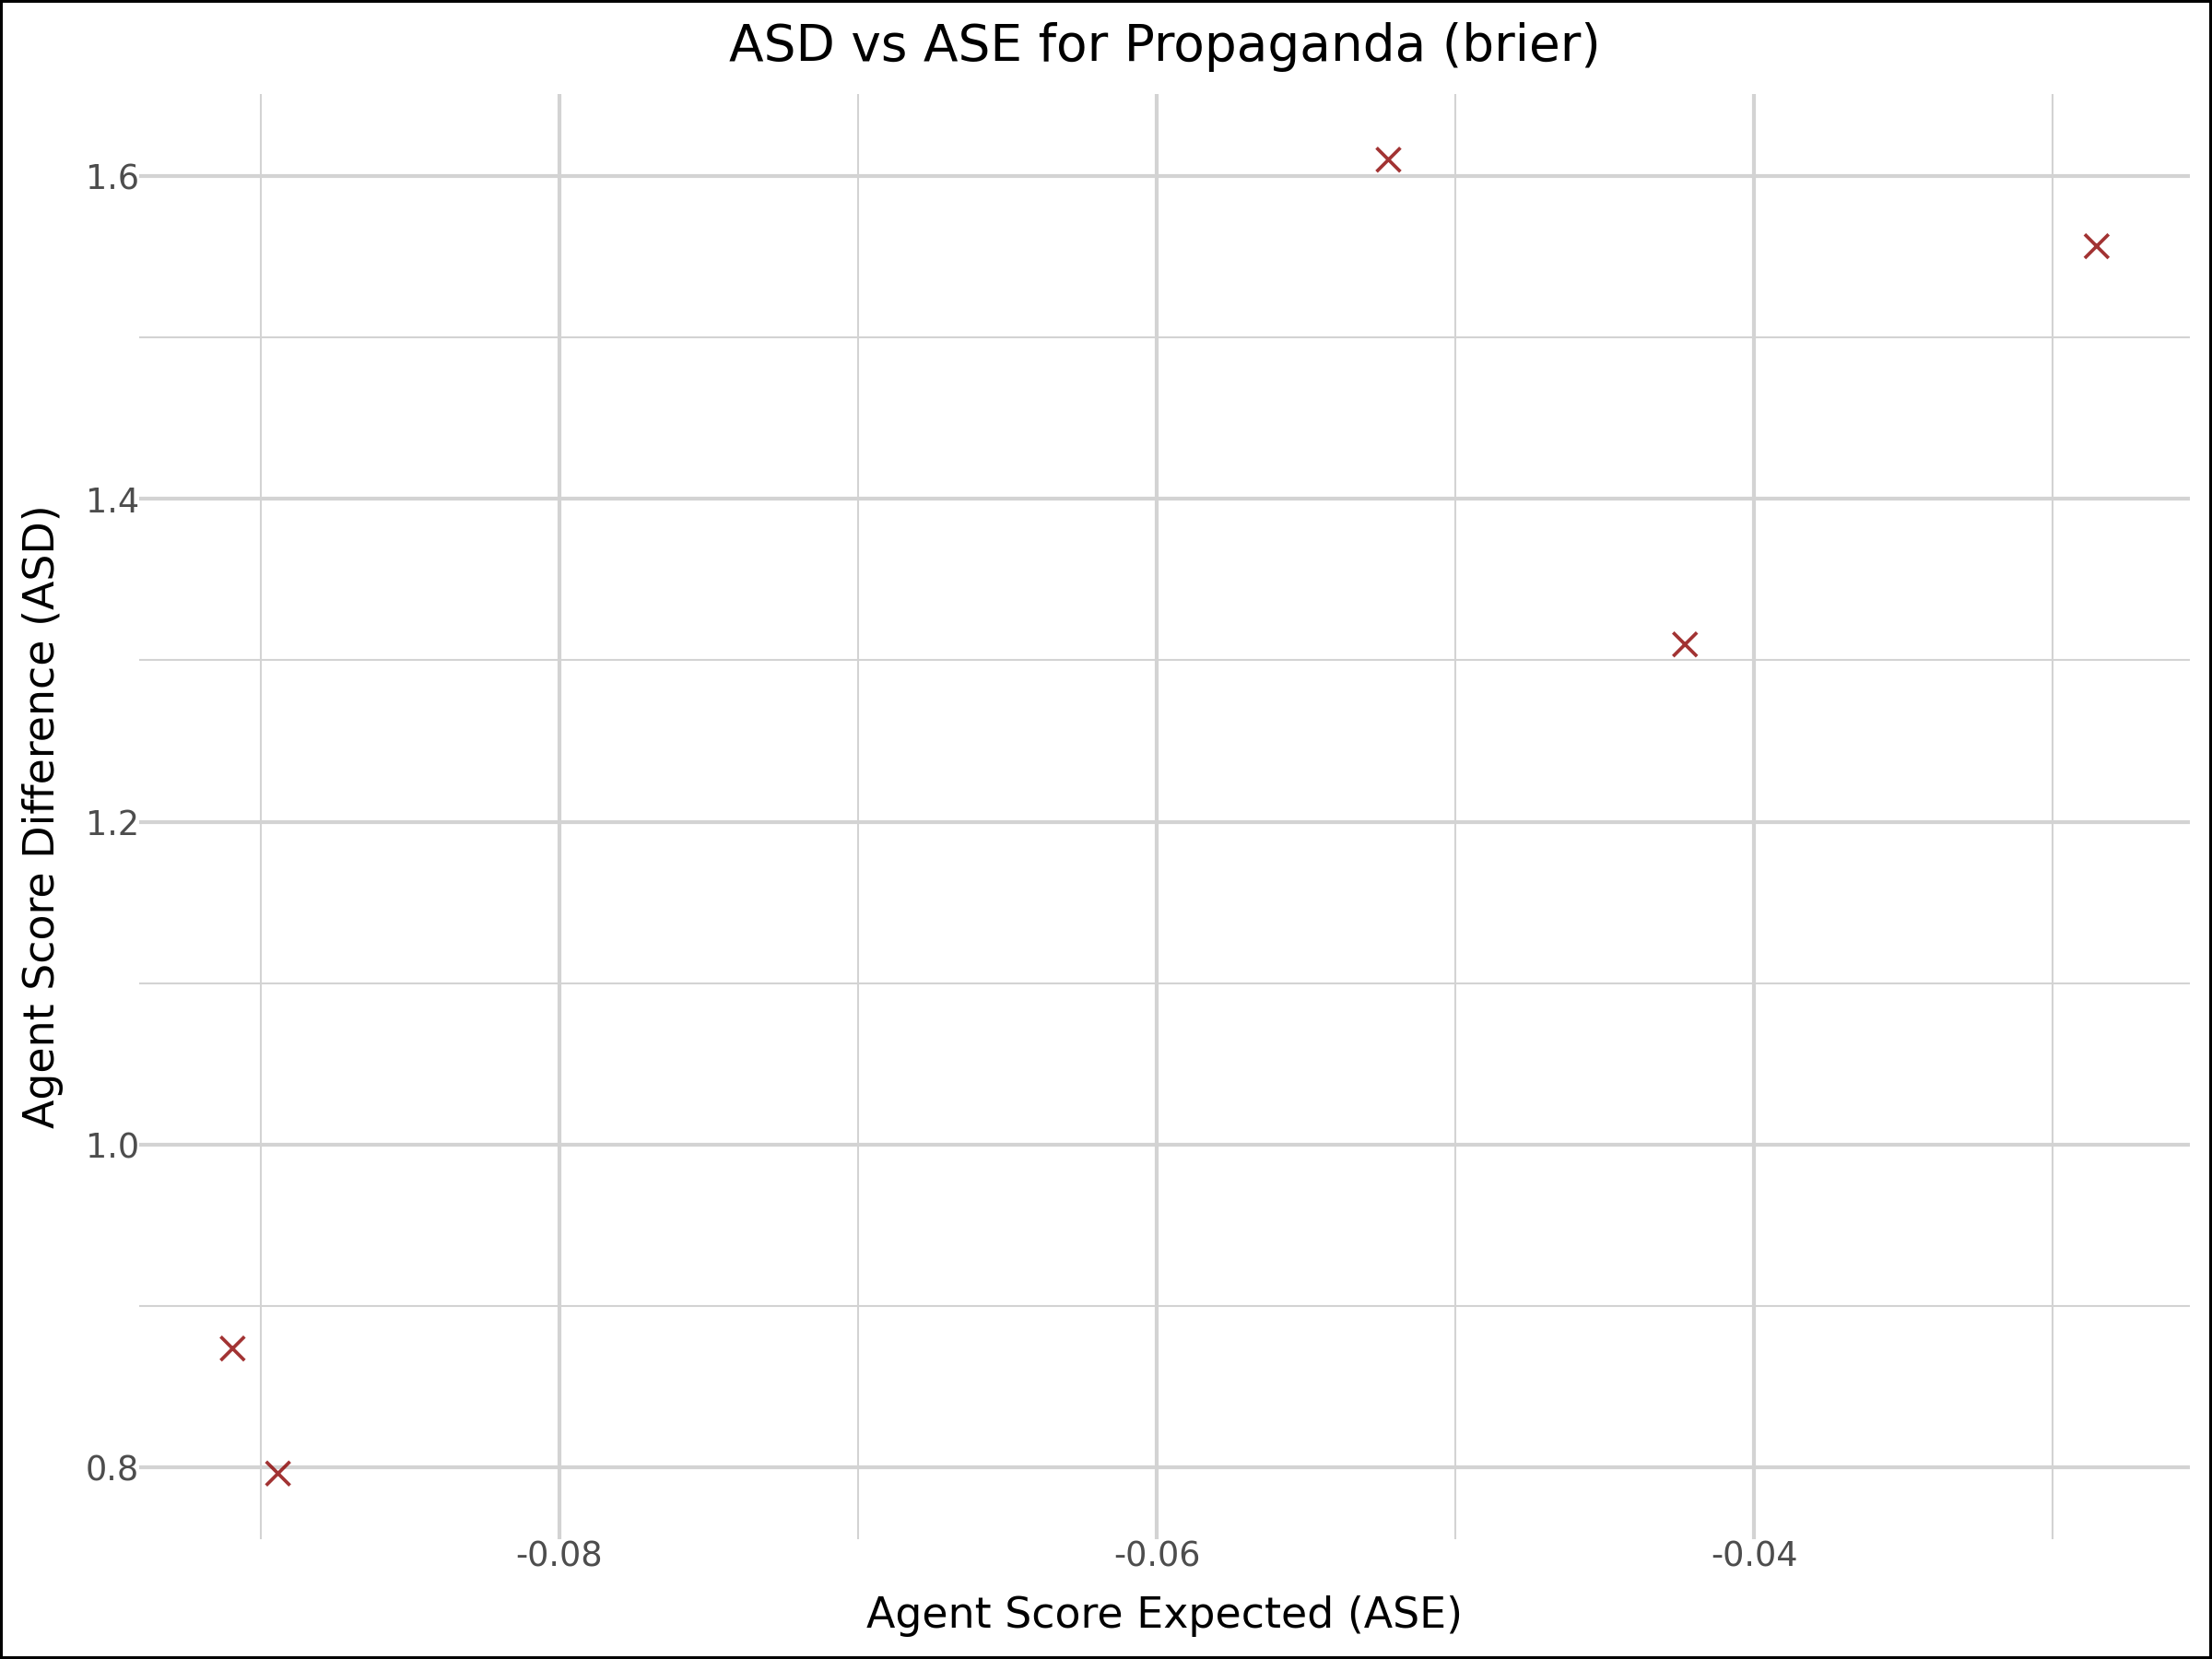 ASD vs ASE for Propaganda (brier)
Agent Score Difference (ASD)
1.6
1.4
1.2
1.0
0.8
-0.08
-0.06
-0.04
Agent Score Expected (ASE)